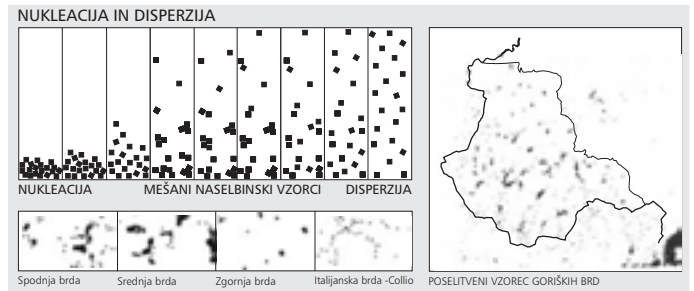 NUKLEACIJA IN DISPERZIJA
NUKLEACIJA
MEŠANI NASELBINSKI VZORCI
DISPERZIJA
Spodnja brda
Srednja brda
Zgornja brda
Italijanska brda -Collio
POSELITVENI VZOREC GORIŠKIH BRD